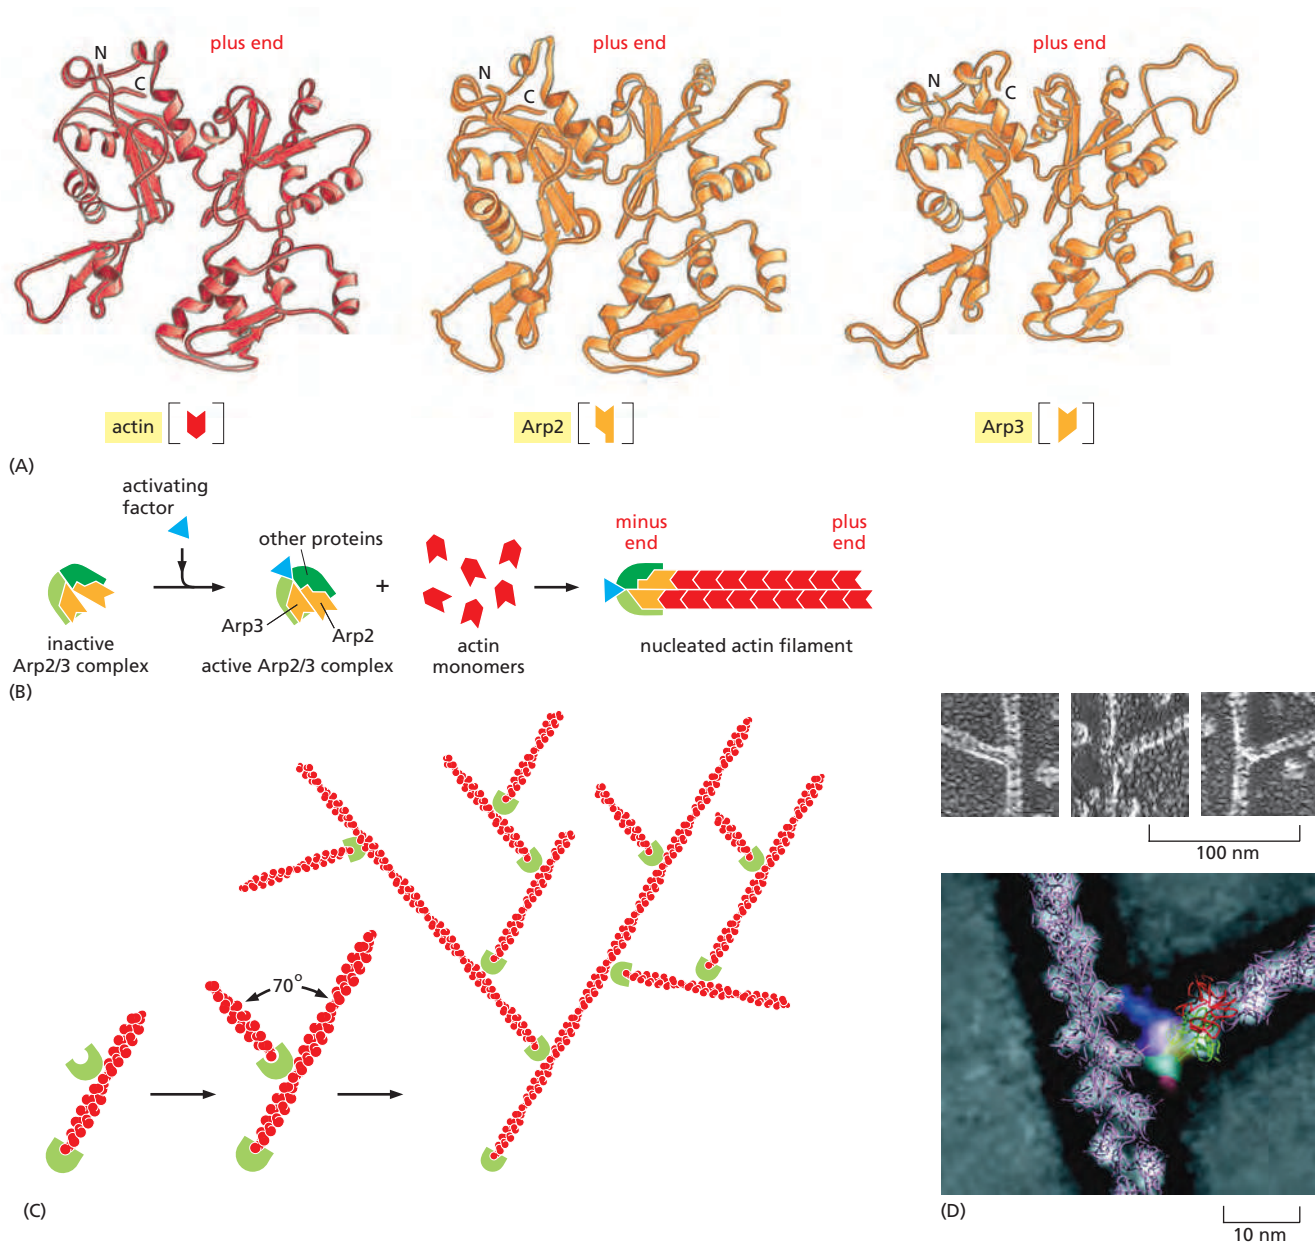 plus end
N
C
plus end
N
C
plus end
N
C
actin
Arp2
Arp3
(A)
activating
factor
other proteins
minus
end
plus
end
+
Arp3
Arp2
inactive
Arp2/3 complex
active Arp2/3 complex
actin
monomers
nucleated actin filament
(B)
100 nm
70°
(C)
(D)
10 nm